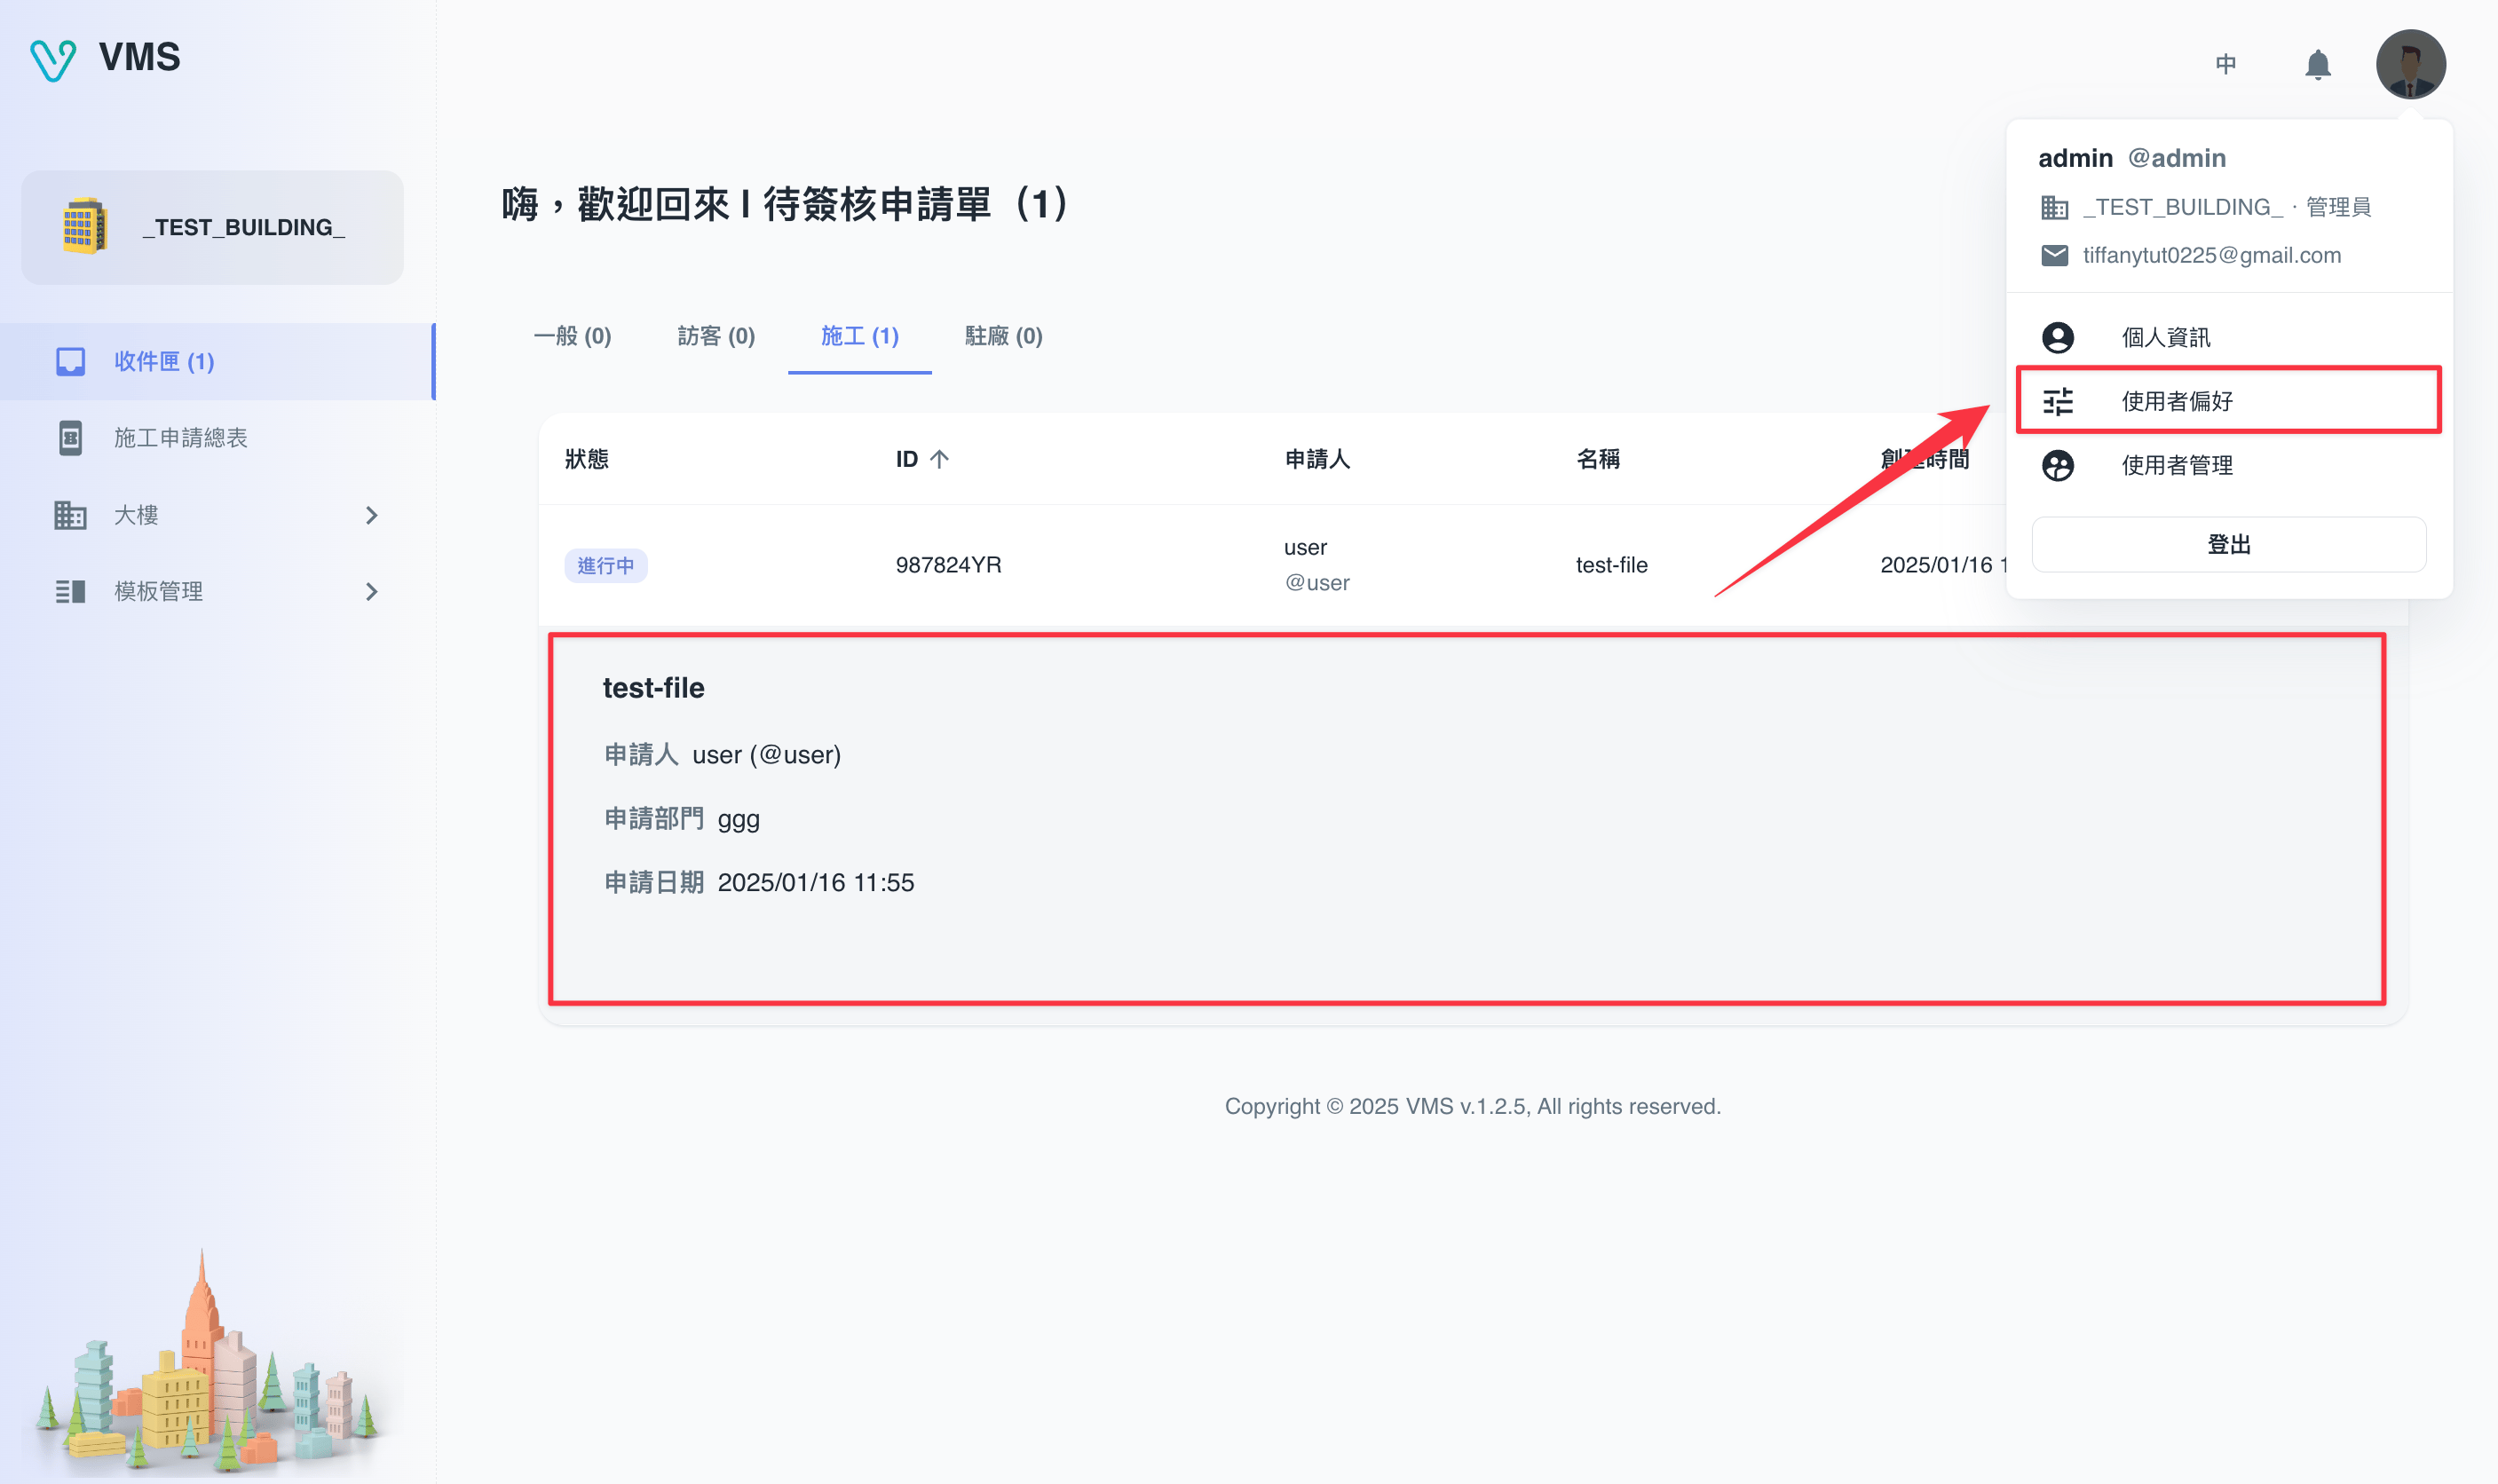 VMS
中
_TEST_BUILDING_
收件匣 (1)
施工申請總表
大樓
模板管理
嗨，歡迎回來 I 待簽核申請單（1）
一般 (0)
訪客 (0)
施工 (1)
駐廠 (0)
狀態
ID
申請人
名稱
創建時間
進行中
987824YR
user
@user
test-file
2025/01/16 1
test-file
申請人 user (@user)
申請部門 ggg
申請日期 2025/01/16 11:55
admin @admin
_TEST_BUILDING_ · 管理員
tiffanytut0225@gmail.com
個人資訊
使用者偏好
使用者管理
登出
Copyright © 2025 VMS v.1.2.5, All rights reserved.